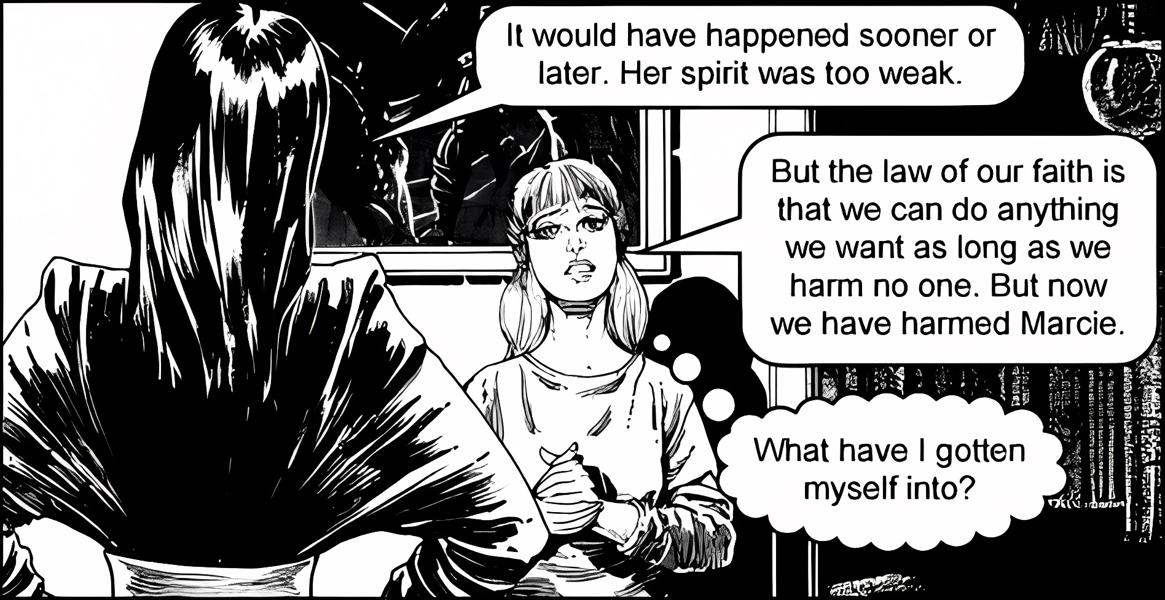 It would have happened sooner or
later. Her spirit was too weak.
But the law of our faith is
that we can do anything
we want as long as we
harm no one. But now
we have harmed Marcie.
What have I gotten
myself into?